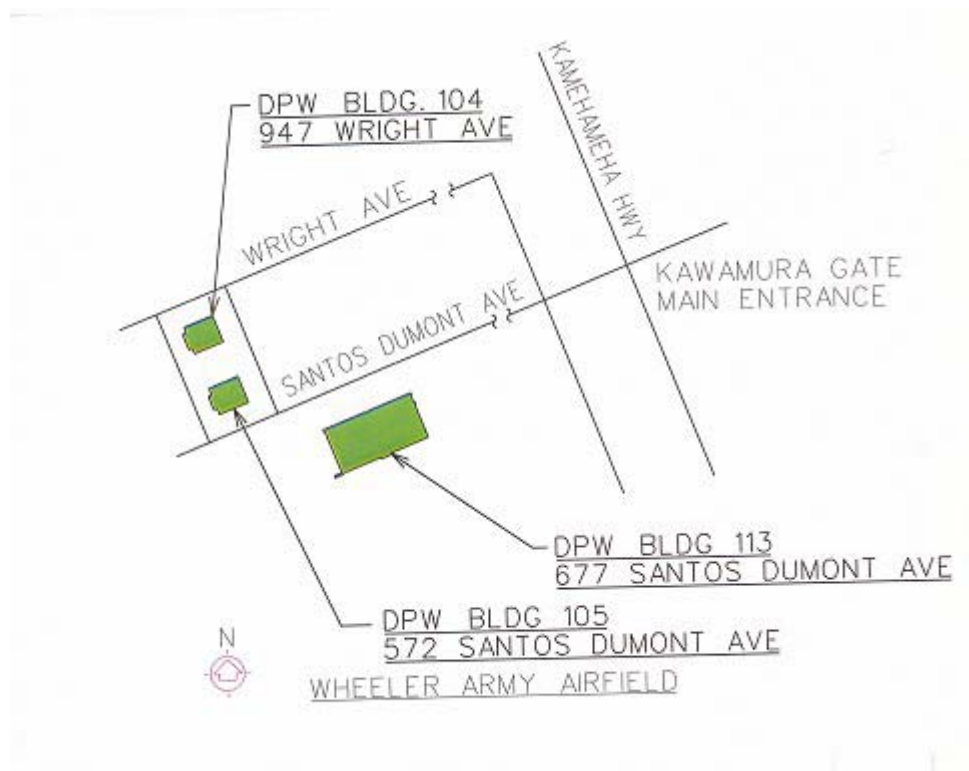 DPW BLDG. 104
947 WRIGHT AVE
KAMEHAMEHA HWY
WRIGHT AVE
KAWAMURA GATE
MAIN ENTRANCE
SANTOS DUMONT AVE
DPW BLDG 113
677 SANTOS DUMONT AVE
DPW BLDG 105
572 SANTOS DUMONT AVE
N
WHEELER ARMY AIRFIELD